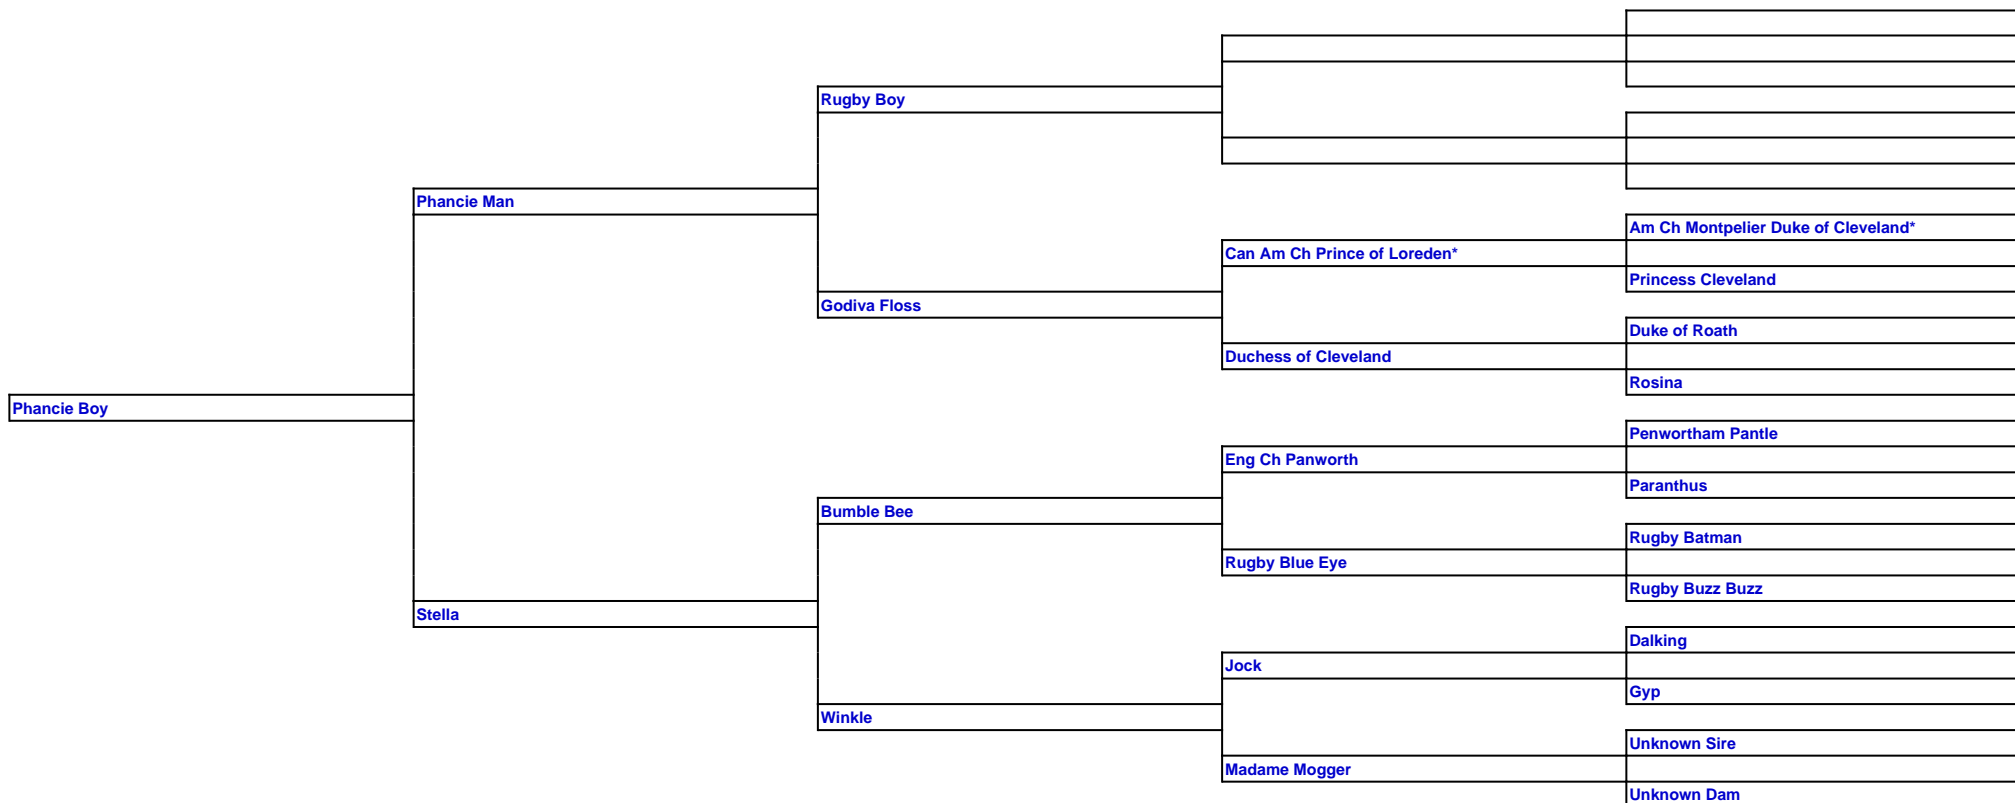 Rugby Boy
Phancie Man
Am Ch Montpelier Duke of Cleveland*
Can Am Ch Prince of Loreden*
Princess Cleveland
Godiva Floss
Duke of Roath
Duchess of Cleveland
Rosina
Phancie Boy
Penwortham Pantle
Eng Ch Panworth
Paranthus
Bumble Bee
Rugby Batman
Rugby Blue Eye
Rugby Buzz Buzz
Stella
Dalking
Jock
Gyp
Winkle
Unknown Sire
Madame Mogger
Unknown Dam